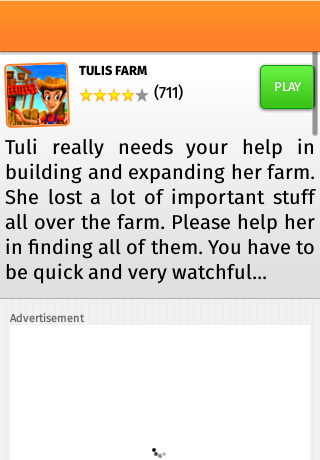 TULIS FARM
(711)
PLAY
Tuli really needs your help in
building and expanding her farm.
She lost a lot of important stuff
all over the farm. Please help her
in finding all of them. You have to
be quick and very watchful...
Advertisement